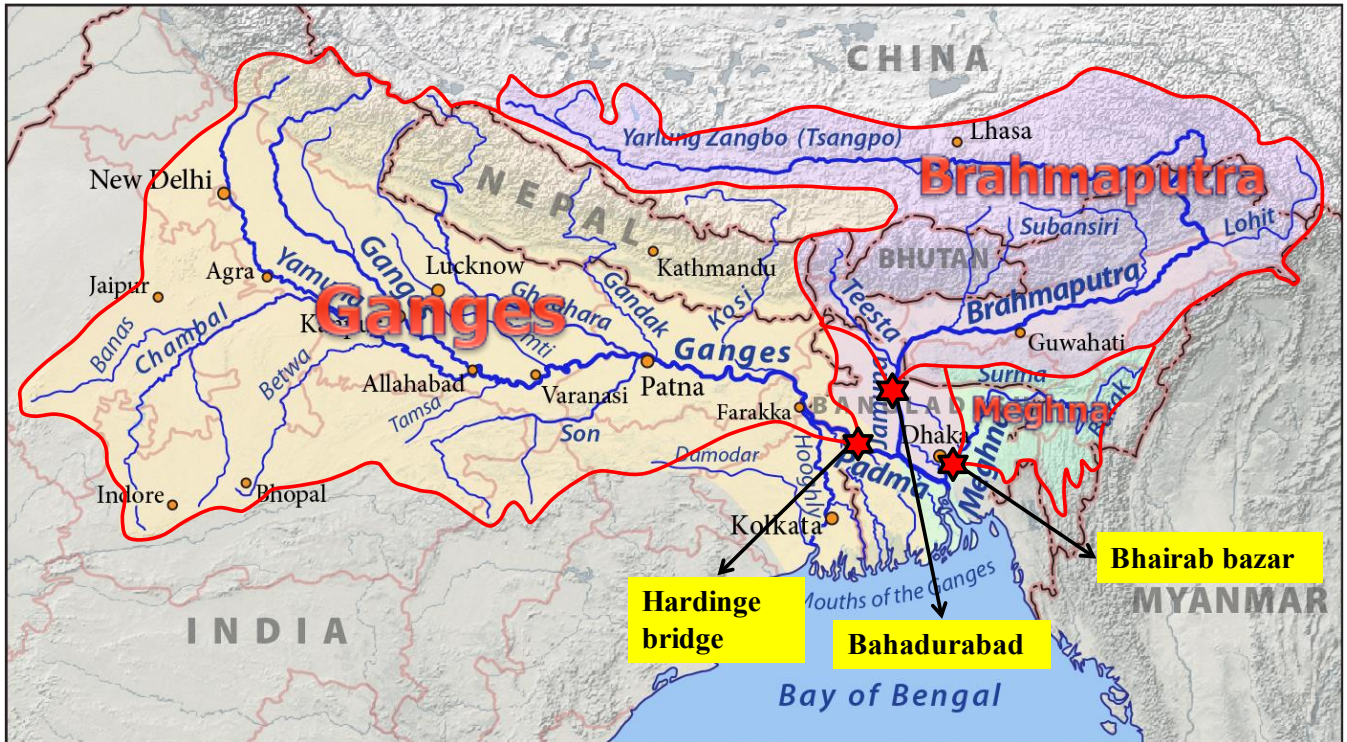 CHINA
Yarlung Zangbo (Tsangpo)
Lhasa
Brahmaputra
New Delhi
NEPAL
Subansiri
Lohit
BHUTAN
Kathmandu
Agra
Yamuna
Lucknow
Ghaghara
Gandak
Kosi
Teesta
Brahmaputra
Jaipur
Banas
Chambal
Ganges
Guwahati
Betwa
Ganges
Allahabad
Varanasi
Patna
Surma
Tamsa
Son
Farakka
Meghna
Dhaka
Damodar
Hooghly
Padma
Meghna
Indore
Bhopal
Kolkata
Bhairab bazar
Mouths of the Ganges
Hardinge
bridge
MYANMAR
INDIA
Bahadurabad
Bay of Bengal